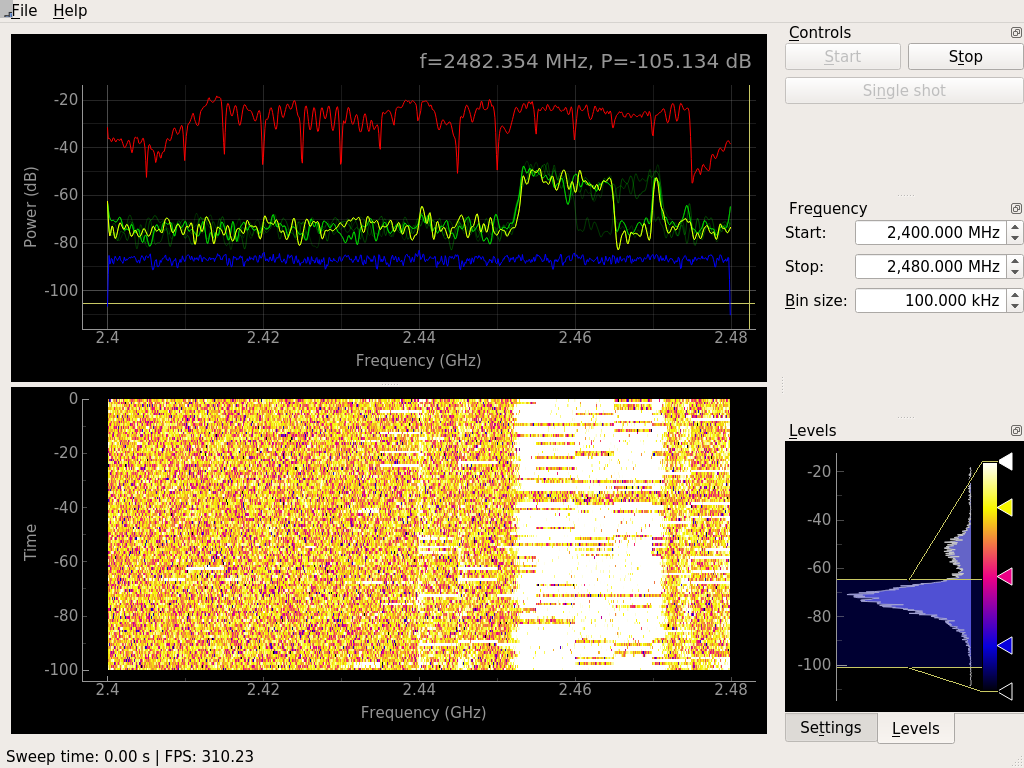 File Help
f=2482.354 MHz, P=-105.134 dB
-20
-40
-60
-80
-100
Power (dB)
2.4 2.42 2.44 2.46 2.48
Frequency (GHz)
0
-20
-40
-60
-80
-100
Time
2.4 2.42 2.44 2.46 2.48
Frequency (GHz)
Sweep time: 0.00 s | FPS: 310.23
Controls
Start Stop
Single shot
Frequency
Start: 2,400.000 MHz
Stop: 2,480.000 MHz
Bin size: 100.000 kHz
Levels
-20
-40
-60
-80
-100
Settings Levels